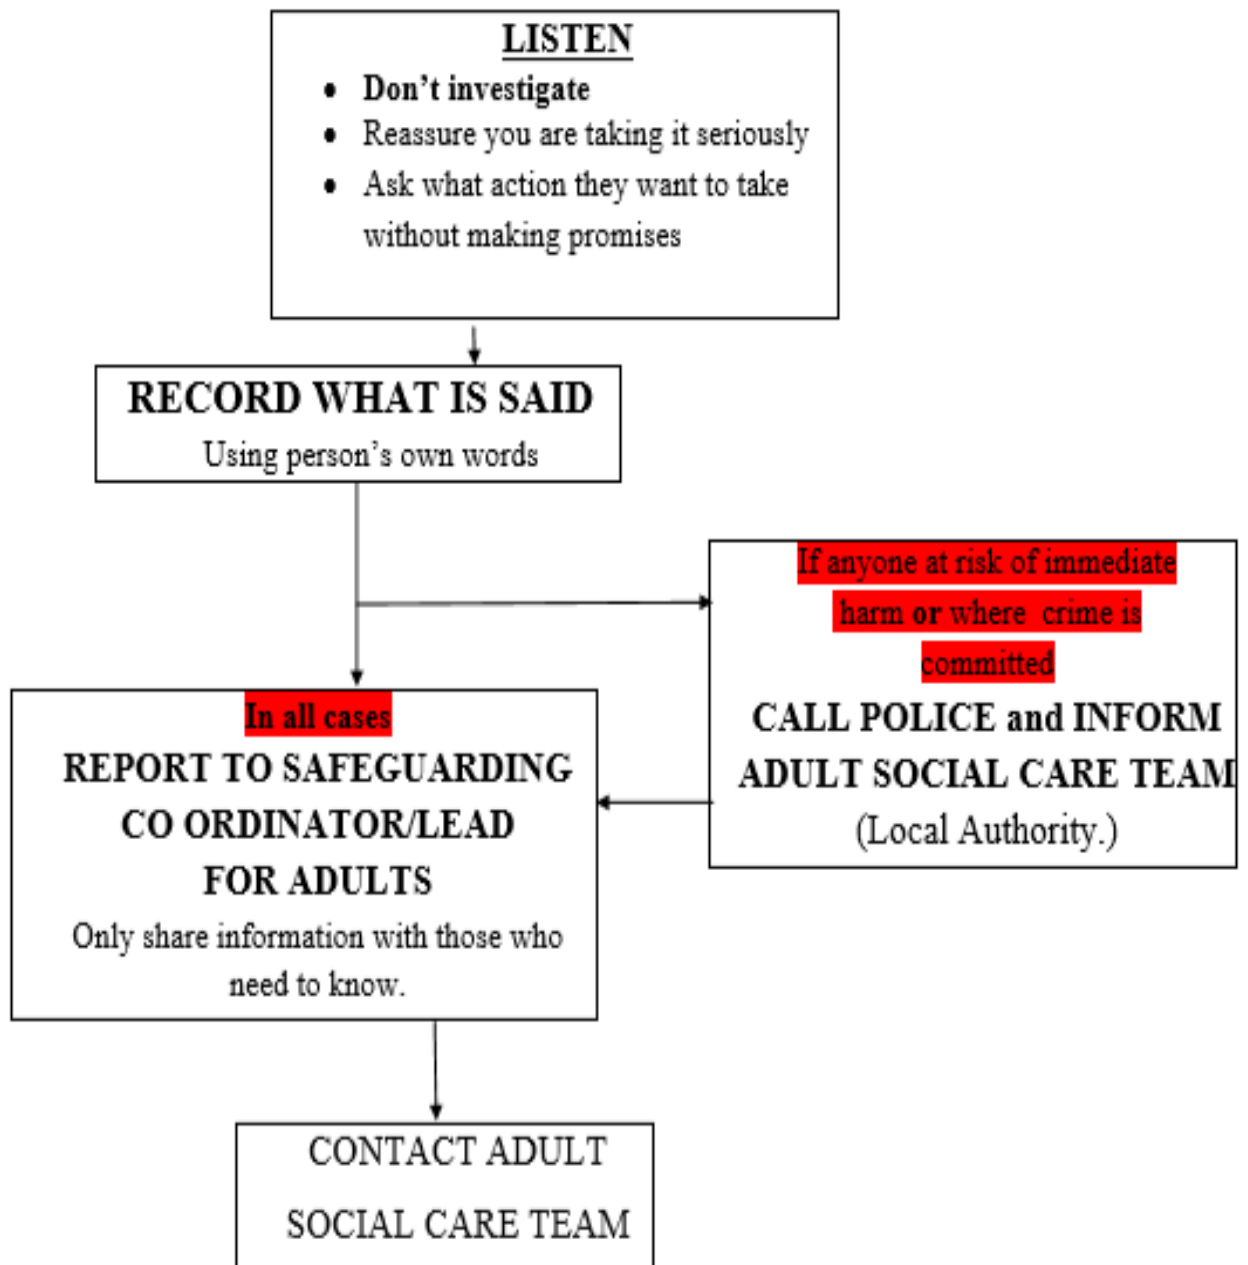 LISTEN
• Don't investigate
• Reassure you are taking it seriously
• Ask what action they want to take
without making promises
RECORD WHAT IS SAID
Using person's own words
If anyone at risk of immediate
harm or where crime is
committed
CALL POLICE and INFORM
ADULT SOCIAL CARE TEAM
(Local Authority.)
In all cases
REPORT TO SAFEGUARDING
CO ORDINATOR/LEAD
FOR ADULTS
Only share information with those who
need to know.
CONTACT ADULT
SOCIAL CARE TEAM